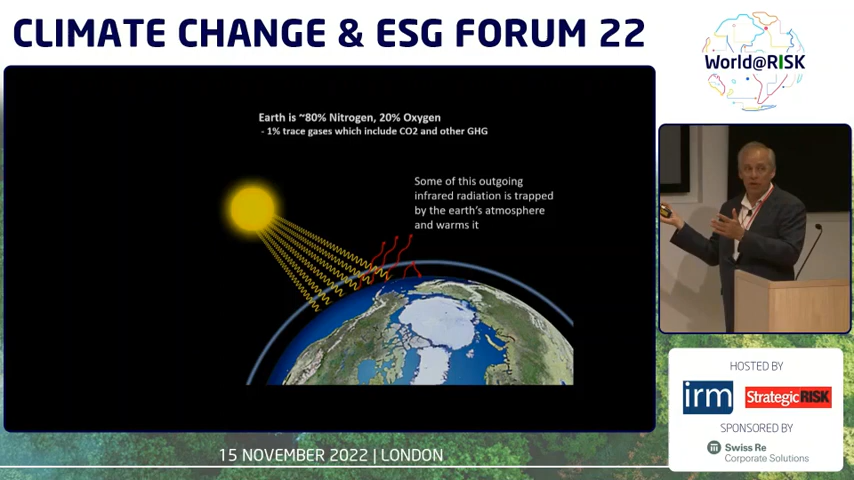 CLIMATE CHANGE & ESG FORUM 22
World@RISK
Earth is ~80% Nitrogen, 20% Oxygen
- 1% trace gases which include CO2 and other GHG
Some of this outgoing
infrared radiation is trapped
by the earth's atmosphere
and warms it
HOSTED BY
irm
StrategicRISK
SPONSORED BY
Swiss Re
Corporate Solutions
15 NOVEMBER 2022 | LONDON